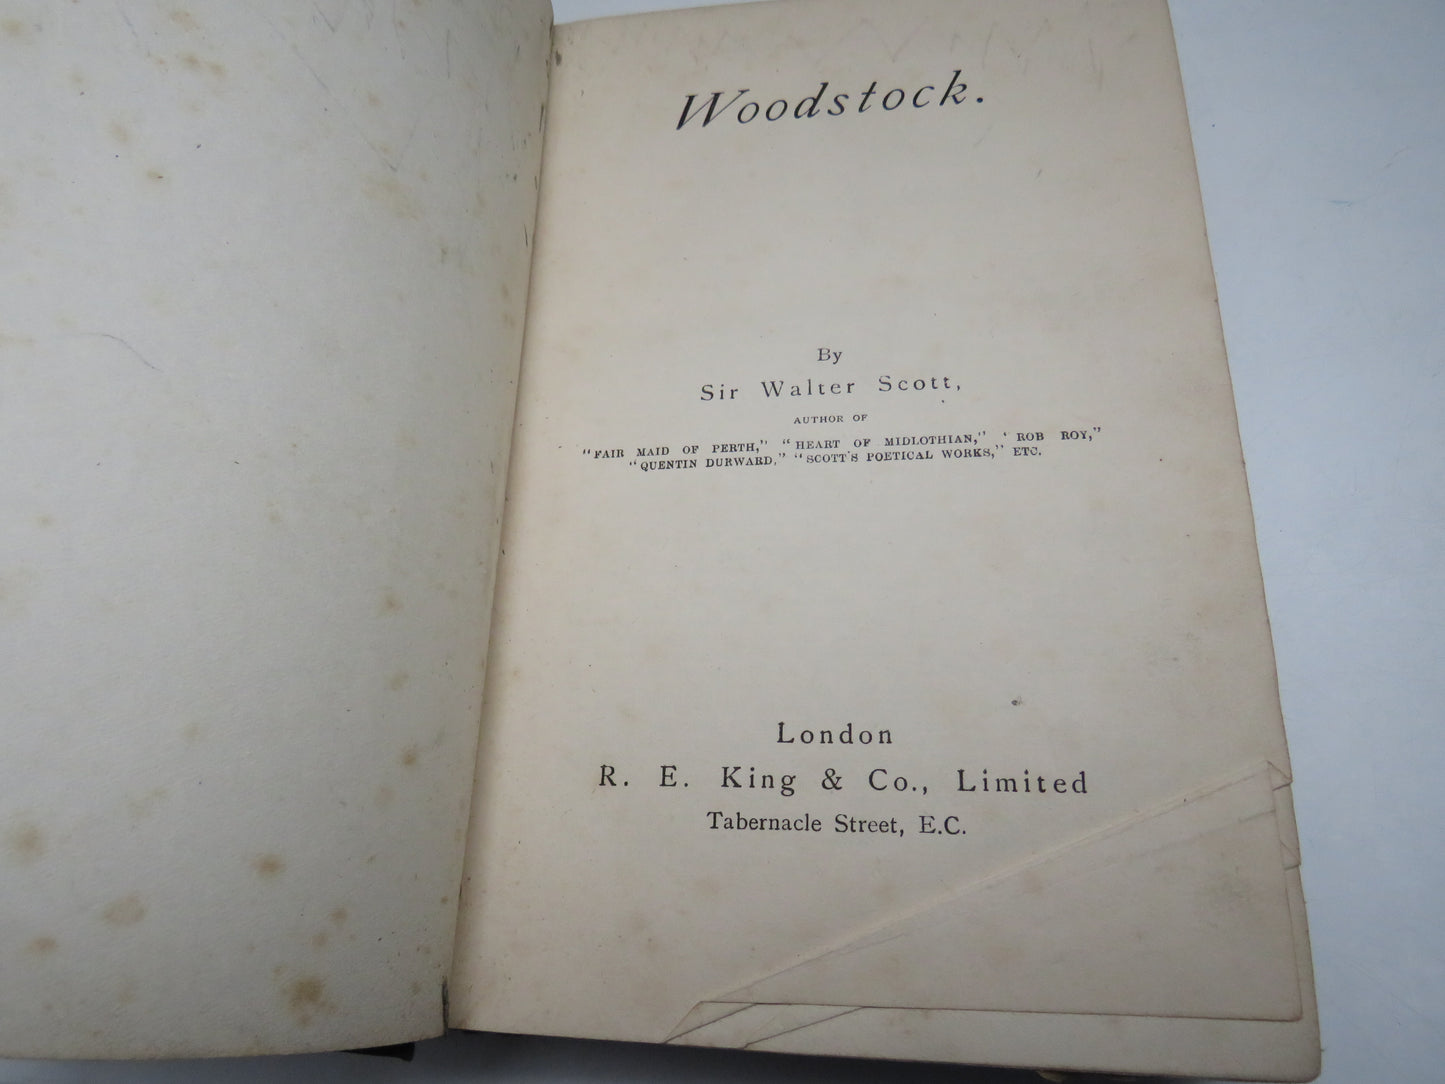 Woodstock.
By
Sir Walter Scott,
AUTHOR OF
"FAIR MAID OF PERTH," "HEART OF MIDLOTHIAN," ' ROB ROY,"
"QUENTIN DURWARD," "SCOTT'S POETICAL WORKS," ETC.
London
R. E. King & Co., Limited
Tabernacle Street, E.C.